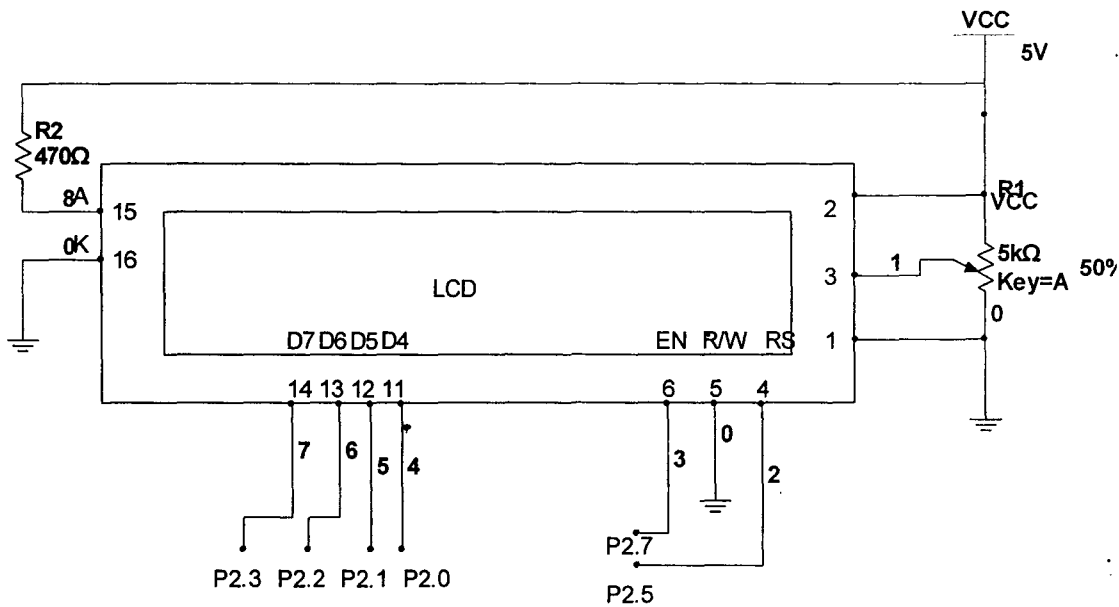 VCC
5V
R2
470Ω
8A
15
0K
16
LCD
D7 D6 D5 D4
EN R/W RS
2
3
1
R1
VCC
1
5kΩ
Key=A
50%
0
14 13 12 11
6 5 4
7 6 5 4
3 0 2
P2.3 P2.2 P2.1 P2.0
P2.7
P2.5